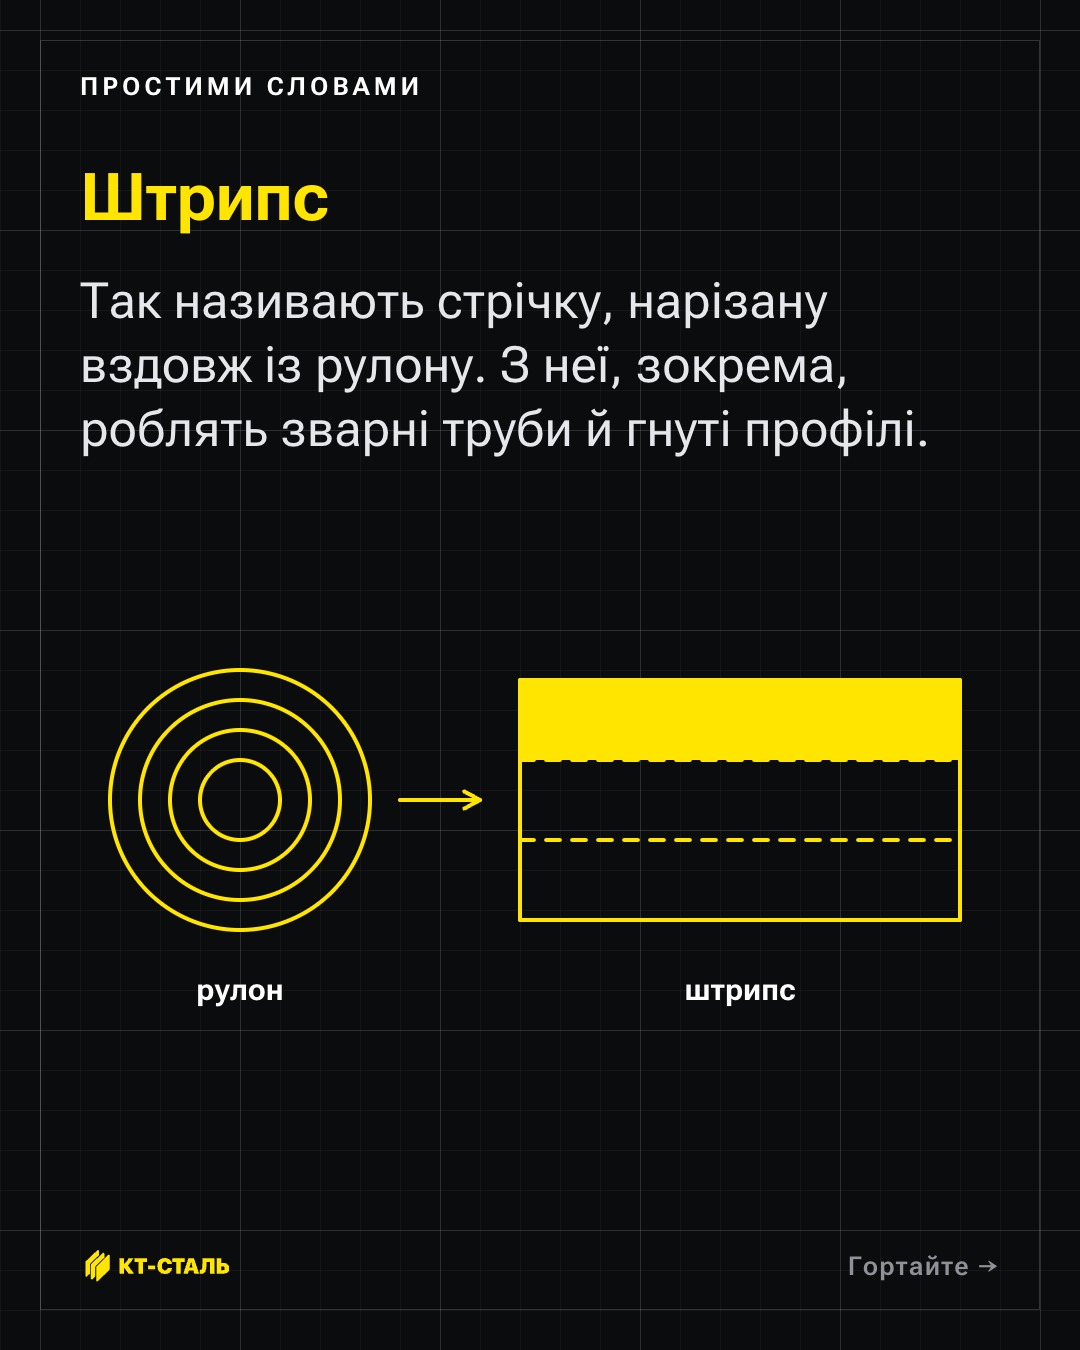 ПРОСТИМИ СЛОВАМИ
Штрипс
Так називають стрічку, нарізану
вздовж із рулону. З неї, зокрема,
роблять зварні труби й гнуті профілі.
рулон
штрипс
КТ-СТАЛЬ
Гортайте →